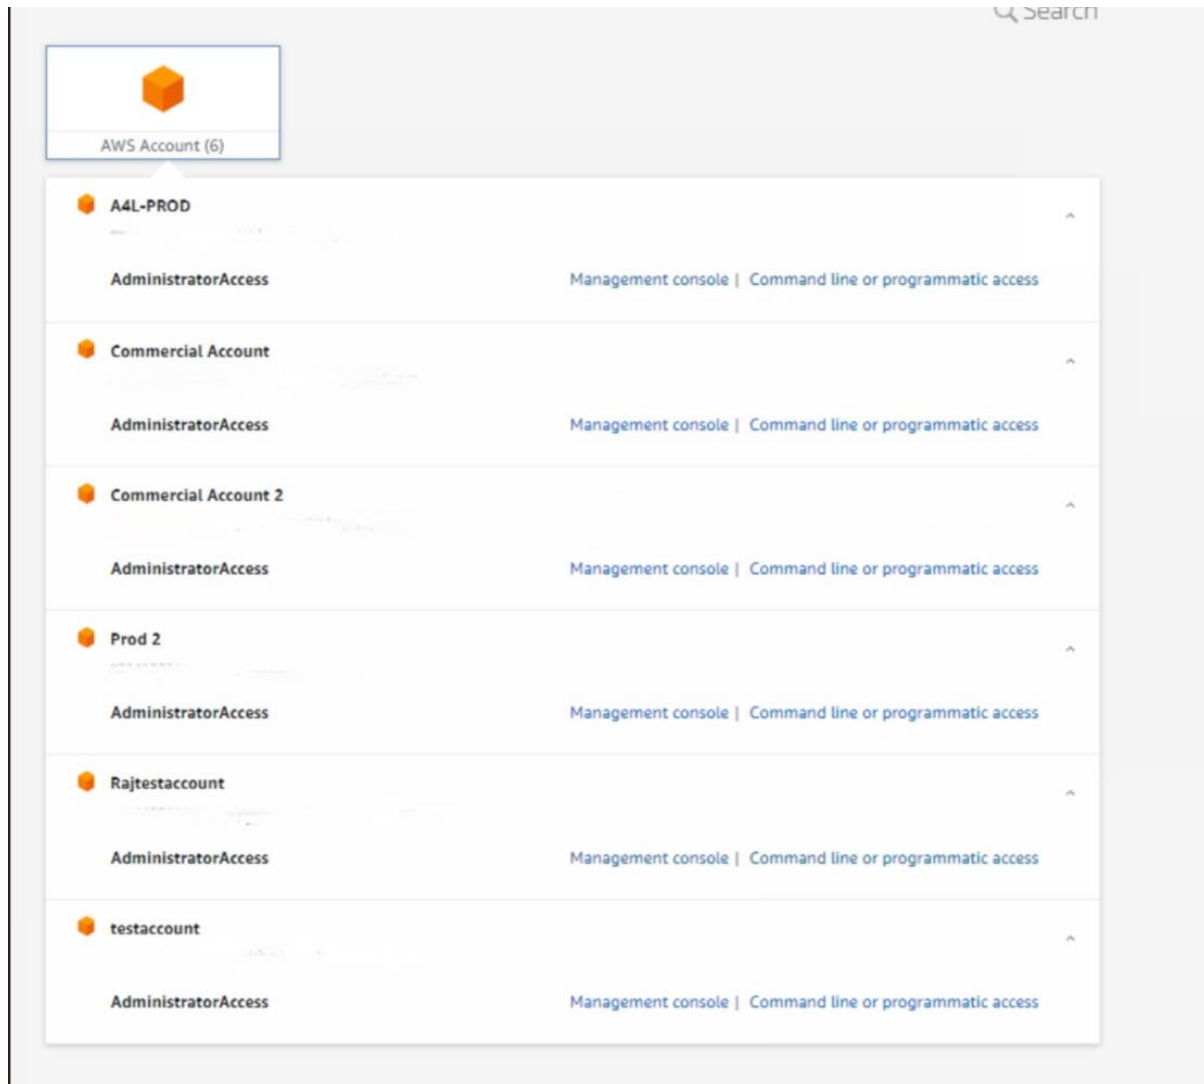 Search
AWS Account (6)
A4L-PROD
AdministratorAccess Management console | Command line or programmatic access
Commercial Account
AdministratorAccess Management console | Command line or programmatic access
Commercial Account 2
AdministratorAccess Management console | Command line or programmatic access
Prod 2
AdministratorAccess Management console | Command line or programmatic access
Rajtestaccount
AdministratorAccess Management console | Command line or programmatic access
testaccount
AdministratorAccess Management console | Command line or programmatic access